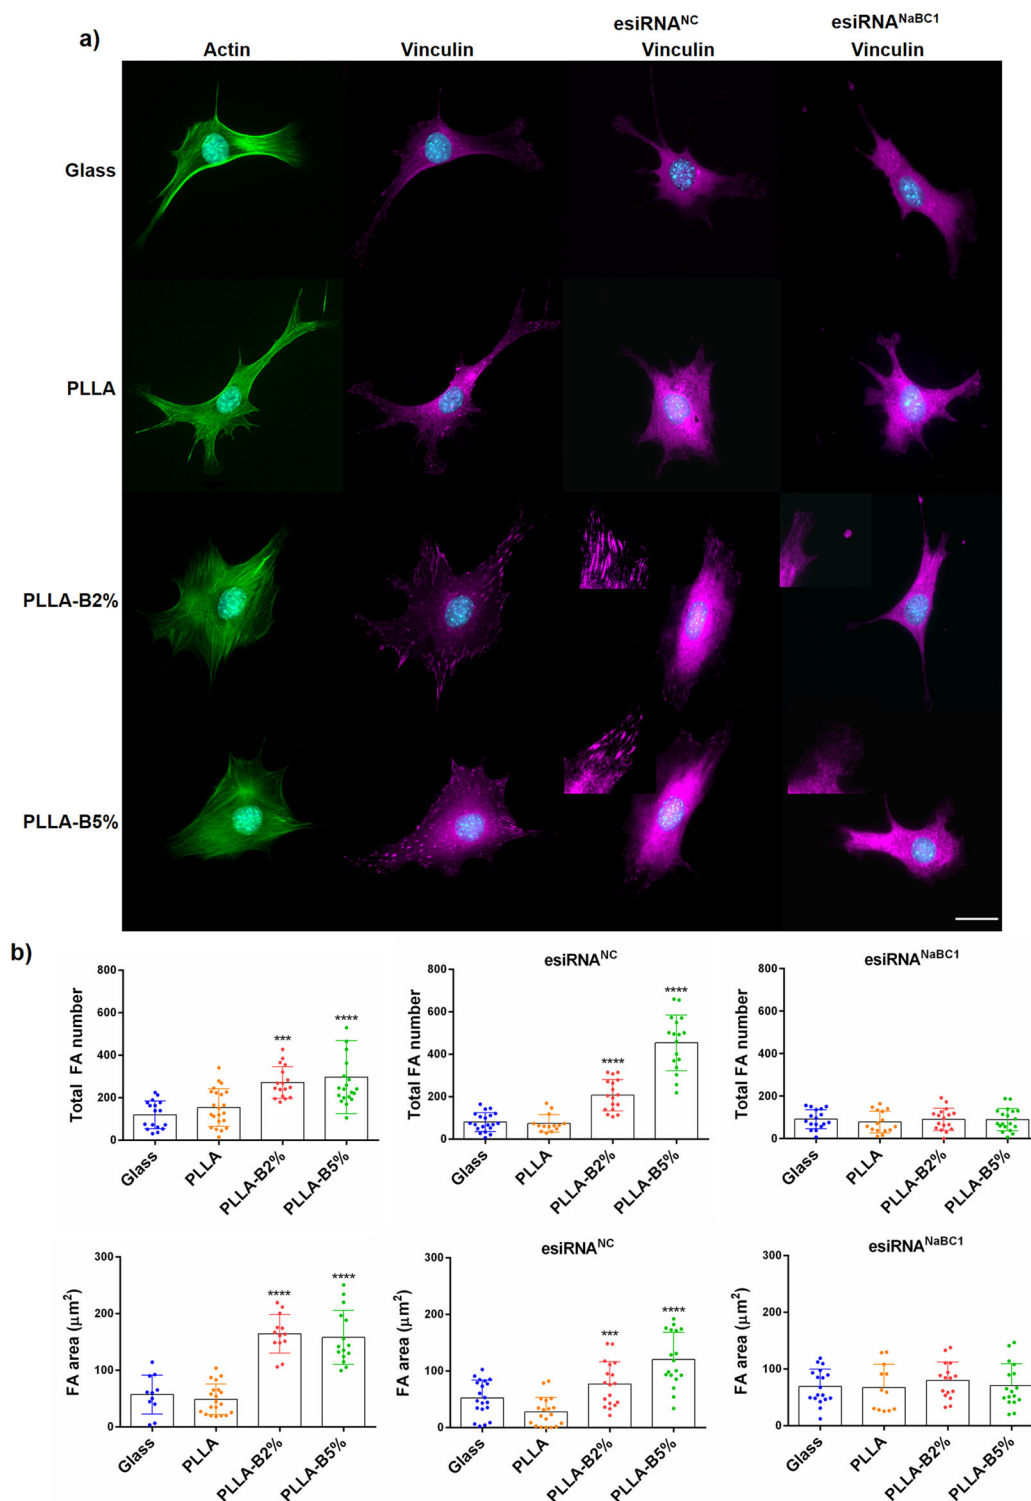 a)
esiRNA^NC esiRNA^NaBC1
Actin Vinculin Vinculin Vinculin
Glass
PLLA
PLLA-B2%
PLLA-B5%
b)
Total FA number
800
600
400
200
0
***
****
Glass PLLA PLLA-B2% PLLA-B5%
esiRNA^NC
Total FA number
800
600
400
200
0
****
****
Glass PLLA PLLA-B2% PLLA-B5%
esiRNA^NaBC1
Total FA number
800
600
400
200
0
Glass PLLA PLLA-B2% PLLA-B5%
FA area (μm²)
300
200
100
0
****
****
Glass PLLA PLLA-B2% PLLA-B5%
esiRNA^NC
FA area (μm²)
300
200
100
0
***
****
Glass PLLA PLLA-B2% PLLA-B5%
esiRNA^NaBC1
FA area (μm²)
300
200
100
0
Glass PLLA PLLA-B2% PLLA-B5%